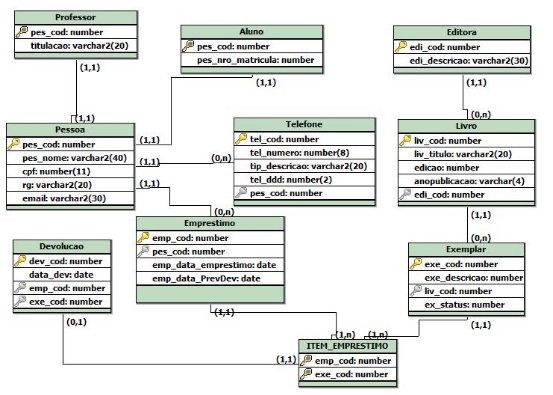 Professor
pes_cod: number
titulacao: varchar2(20)
(1,1)
(1,1)
Aluno
pes_cod: number
pes_nro_matricula: number
(1,1)
Editora
edi_cod: number
edi_descricao: varchar2(30)
(1,1)
(0,n)
Pessoa
pes_cod: number
pes_nome: varchar2(40)
cpf: number(11)
rg: varchar2(20)
email: varchar2(30)
(1,1)
(1,1)
(0,n)
(1,1)
(0,n)
Telefone
tel_cod: number
tel_numero: number(8)
tip_descricao: varchar2(20)
tel_ddd: number(2)
pes_cod: number
Livro
liv_cod: number
liv_titulo: varchar2(20)
edicao: number
anopublicacao: varchar(4)
edi_cod: number
(1,1)
(0,n)
Emprestimo
emp_cod: number
pes_cod: number
emp_data_emprestimo: date
emp_data_PrevDev: date
(1,1)
(1,n)
Devolucao
dev_cod: number
data_dev: date
emp_cod: number
exe_cod: number
(0,1)
(1,1)
Exemplar
exe_cod: number
exe_descricao: number
liv_cod: number
ex_status: number
(1,1)
(1,n)
ITEM_EMPRESTIMO
emp_cod: number
exe_cod: number